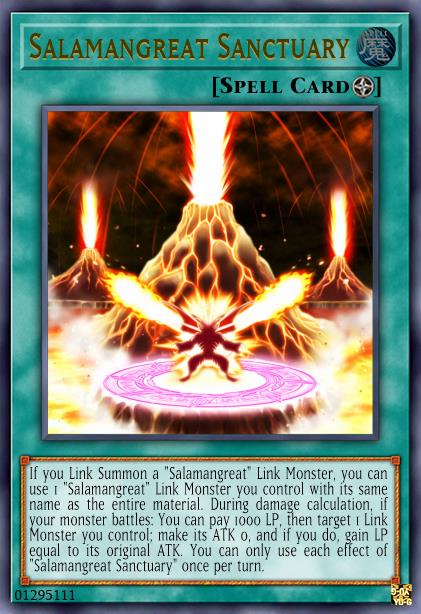 Salamangreat Sanctuary
魔
[Spell Card]
If you Link Summon a "Salamangreat" Link Monster, you can
use 1 "Salamangreat" Link Monster you control with its same
name as the entire material. During damage calculation, if
your monster battles: You can pay 1000 LP, then target 1 Link
Monster you control; make its ATK 0, and if you do, gain LP
equal to its original ATK. You can only use each effect of
"Salamangreat Sanctuary" once per turn.
01295111